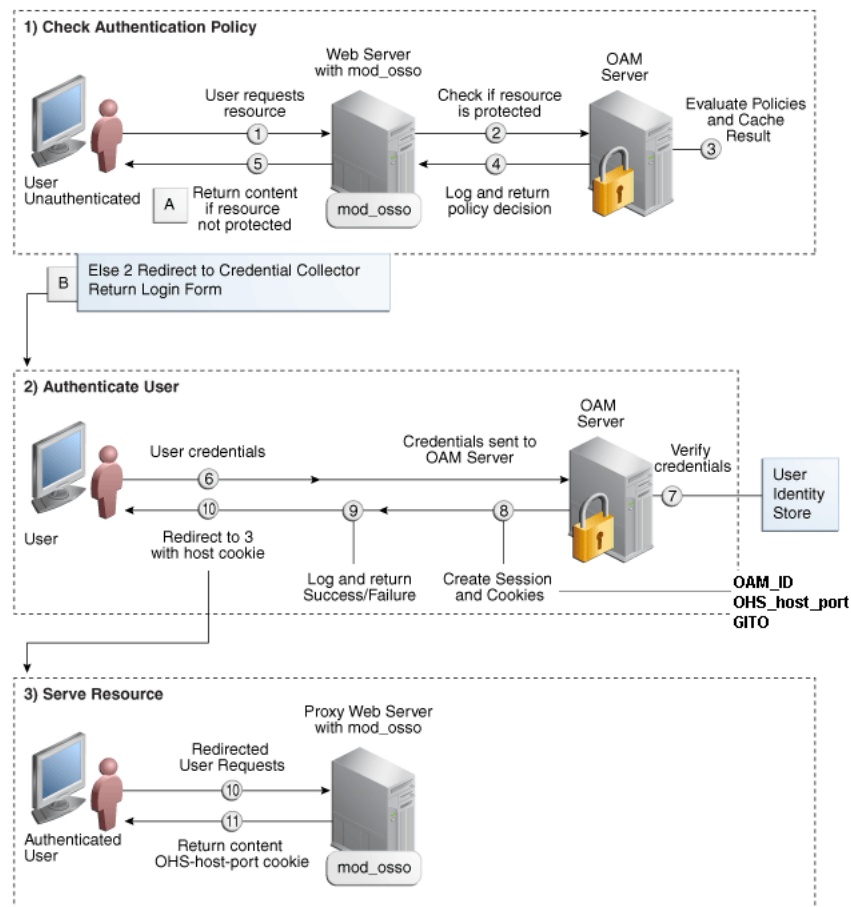 1) Check Authentication Policy
Web Server
with mod_osso
OAM
Server
User requests
resource
1
Check if resource
is protected
2
Evaluate Policies
and Cache
Result
3
5
4
User
Unauthenticated
A
Return content
if resource
not protected
mod_osso
Log and return
policy decision
B
Else 2 Redirect to Credential Collector
Return Login Form
2) Authenticate User
OAM
Server
User credentials
6
Credentials sent to
OAM Server
Verify
credentials
7
User
Identity
Store
10
9
8
User
Redirect to 3
with host cookie
Log and return
Success/Failure
Create Session
and Cookies
OAM_ID
OHS_host_port
GITO
3) Serve Resource
Proxy Web Server
with mod_osso
Redirected
User Requests
10
11
Authenticated
User
Return content
OHS-host-port cookie
mod_osso